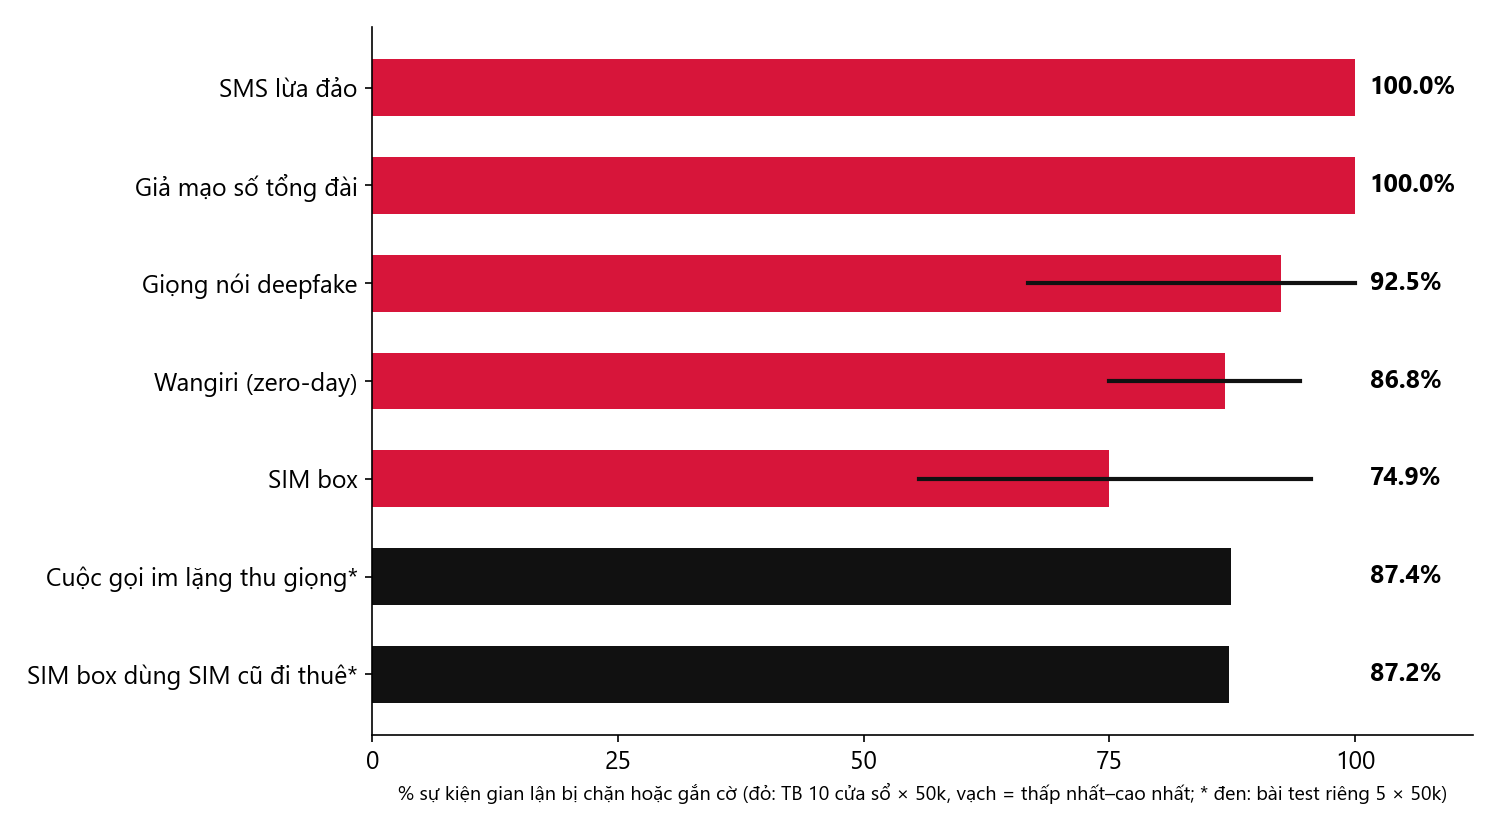 SMS lừa đảo 100.0%
Giả mạo số tổng đài 100.0%
Giọng nói deepfake 92.5%
Wangiri (zero-day) 86.8%
SIM box 74.9%
Cuộc gọi im lặng thu giọng* 87.4%
SIM box dùng SIM cũ đi thuê* 87.2%
0 25 50 75 100
% sự kiện gian lận bị chặn hoặc gắn cờ (đỏ: TB 10 cửa sổ × 50k, vạch = thấp nhất–cao nhất; * đen: bài test riêng 5 × 50k)